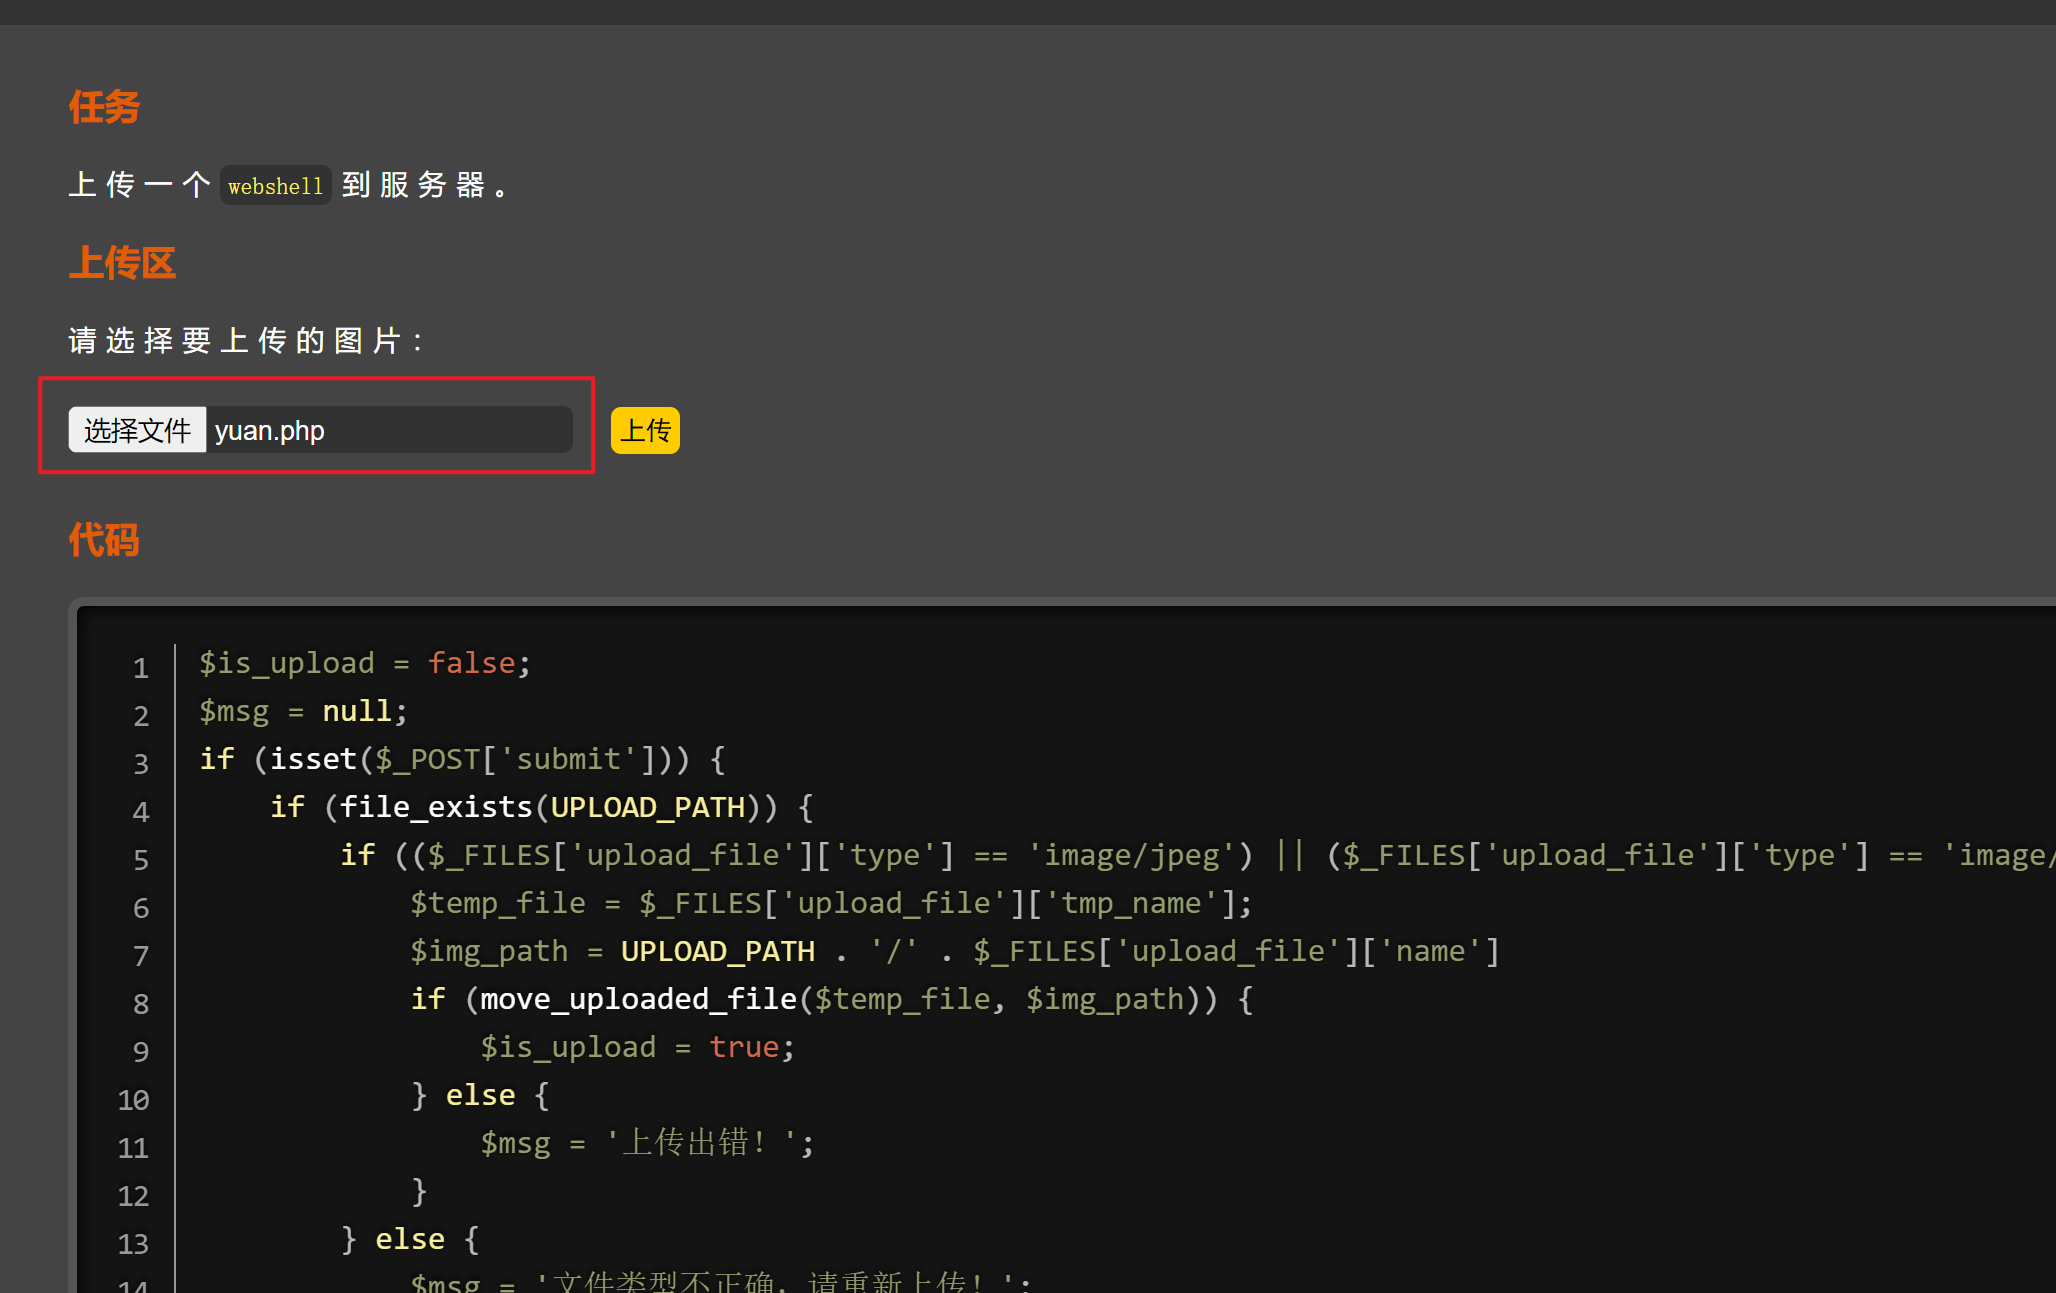 任务
上传一个 webshell 到服务器。
上传区
请选择要上传的图片：
选择文件 yuan.php 上传
代码
1 $is_upload = false;
2 $msg = null;
3 if (isset($_POST['submit'])) {
4 if (file_exists(UPLOAD_PATH)) {
5 if (($_FILES['upload_file']['type'] == 'image/jpeg') || ($_FILES['upload_file']['type'] == 'image/
6 $temp_file = $_FILES['upload_file']['tmp_name'];
7 $img_path = UPLOAD_PATH . '/' . $_FILES['upload_file']['name']
8 if (move_uploaded_file($temp_file, $img_path)) {
9 $is_upload = true;
10 } else {
11 $msg = '上传出错！';
12 }
13 } else {
14 $msg = '文件类型不正确，请重新上传！';